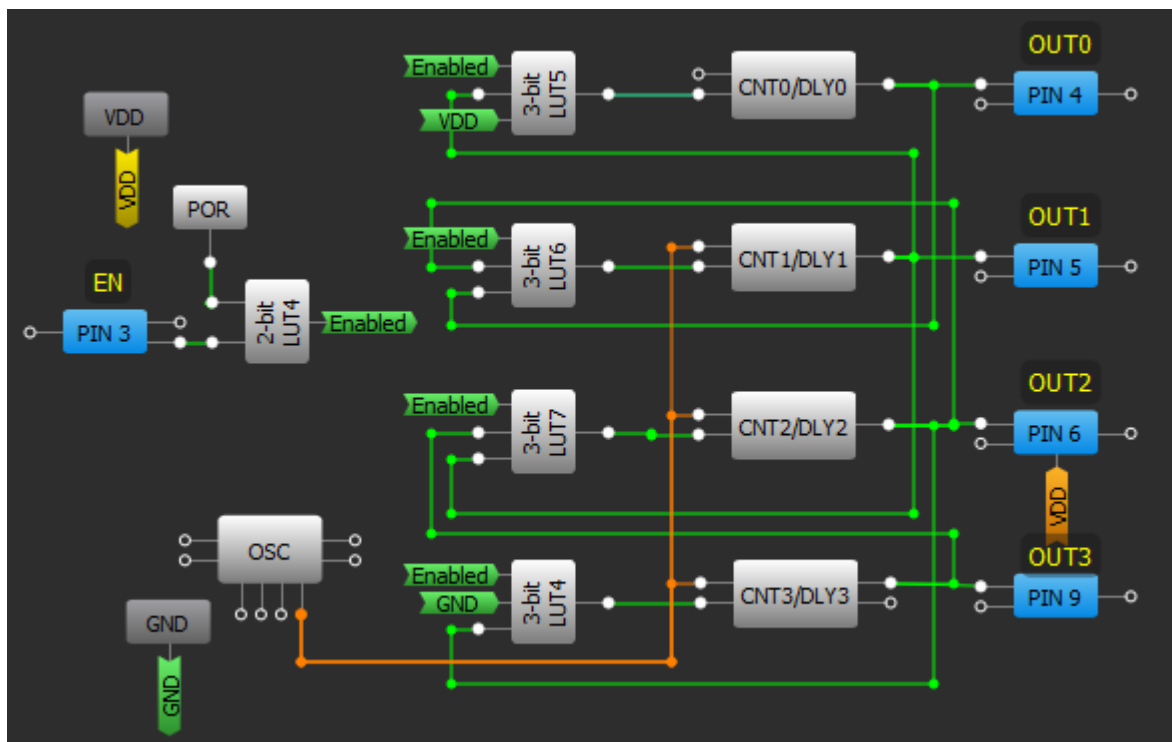 OUT0
Enabled
3-bit
LUT5
CNT0/DLY0
PIN 4
VDD
VDD
VDD
POR
OUT1
Enabled
3-bit
LUT6
CNT1/DLY1
PIN 5
EN
PIN 3
2-bit
LUT4
Enabled
OUT2
Enabled
3-bit
LUT7
CNT2/DLY2
PIN 6
VDD
OSC
OUT3
Enabled
GND
3-bit
LUT4
CNT3/DLY3
PIN 9
GND
GND